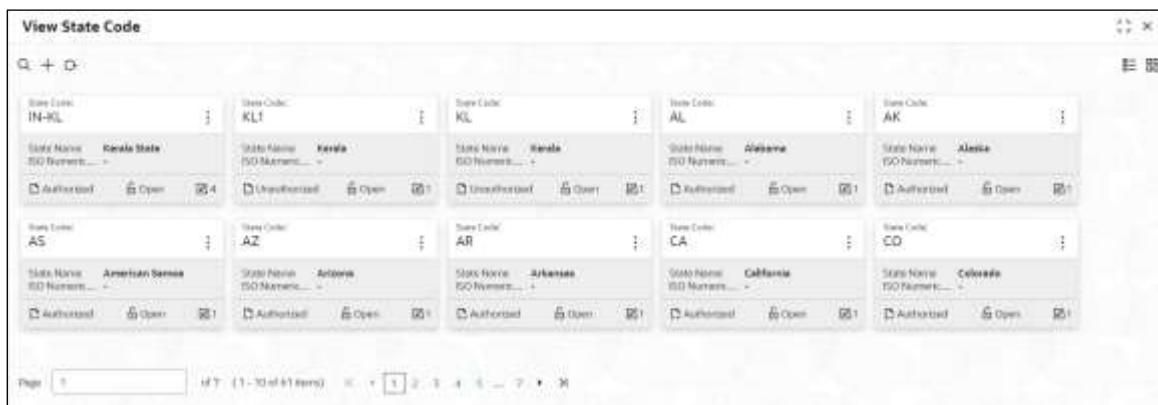 View State Code
State Code:
IN-KL
State Name Kerala State
ISO Numeric... -
Authorized Open 4
State Code:
KL1
State Name Kerala
ISO Numeric... -
Unauthorized Open 1
State Code:
KL
State Name Kerala
ISO Numeric... -
Unauthorized Open 1
State Code:
AL
State Name Alabama
ISO Numeric... -
Authorized Open 1
State Code:
AK
State Name Alaska
ISO Numeric... -
Authorized Open 1
State Code:
AS
State Name American Samoa
ISO Numeric... -
Authorized Open 1
State Code:
AZ
State Name Arizona
ISO Numeric... -
Authorized Open 1
State Code:
AR
State Name Arkansas
ISO Numeric... -
Authorized Open 1
State Code:
CA
State Name California
ISO Numeric... -
Authorized Open 1
State Code:
CO
State Name Colorado
ISO Numeric... -
Authorized Open 1
Page 1 of 7 (1 - 10 of 61 items) 1 2 3 4 5 ... 7